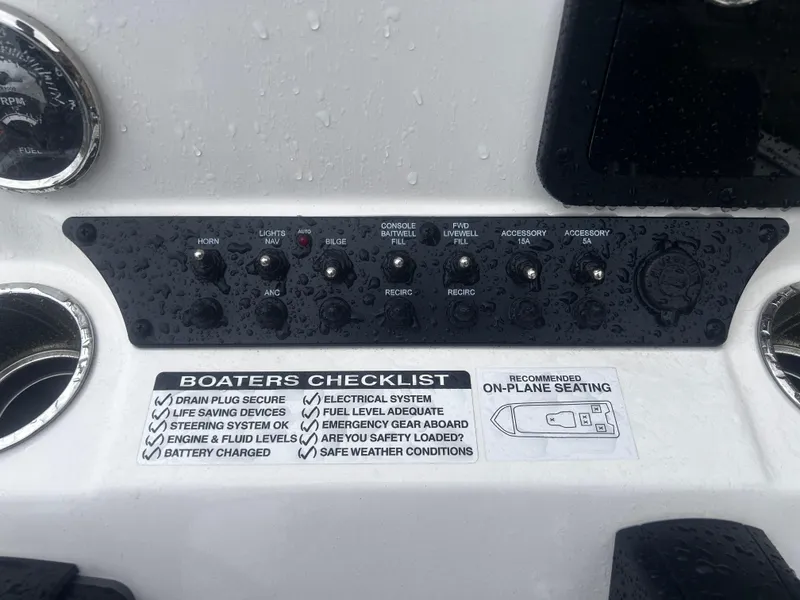 RPM
FUEL
HORN
LIGHTS
NAV
AUTO
BILGE
CONSOLE
BAITWELL
FILL
FWD
LIVEWELL
FILL
ACCESSORY
15A
ACCESSORY
5A
ANC
RECIRC
RECIRC
BOATERS CHECKLIST
DRAIN PLUG SECURE
LIFE SAVING DEVICES
STEERING SYSTEM OK
ENGINE & FLUID LEVELS
BATTERY CHARGED
ELECTRICAL SYSTEM
FUEL LEVEL ADEQUATE
EMERGENCY GEAR ABOARD
ARE YOU SAFETY LOADED?
SAFE WEATHER CONDITIONS
RECOMMENDED
ON-PLANE SEATING